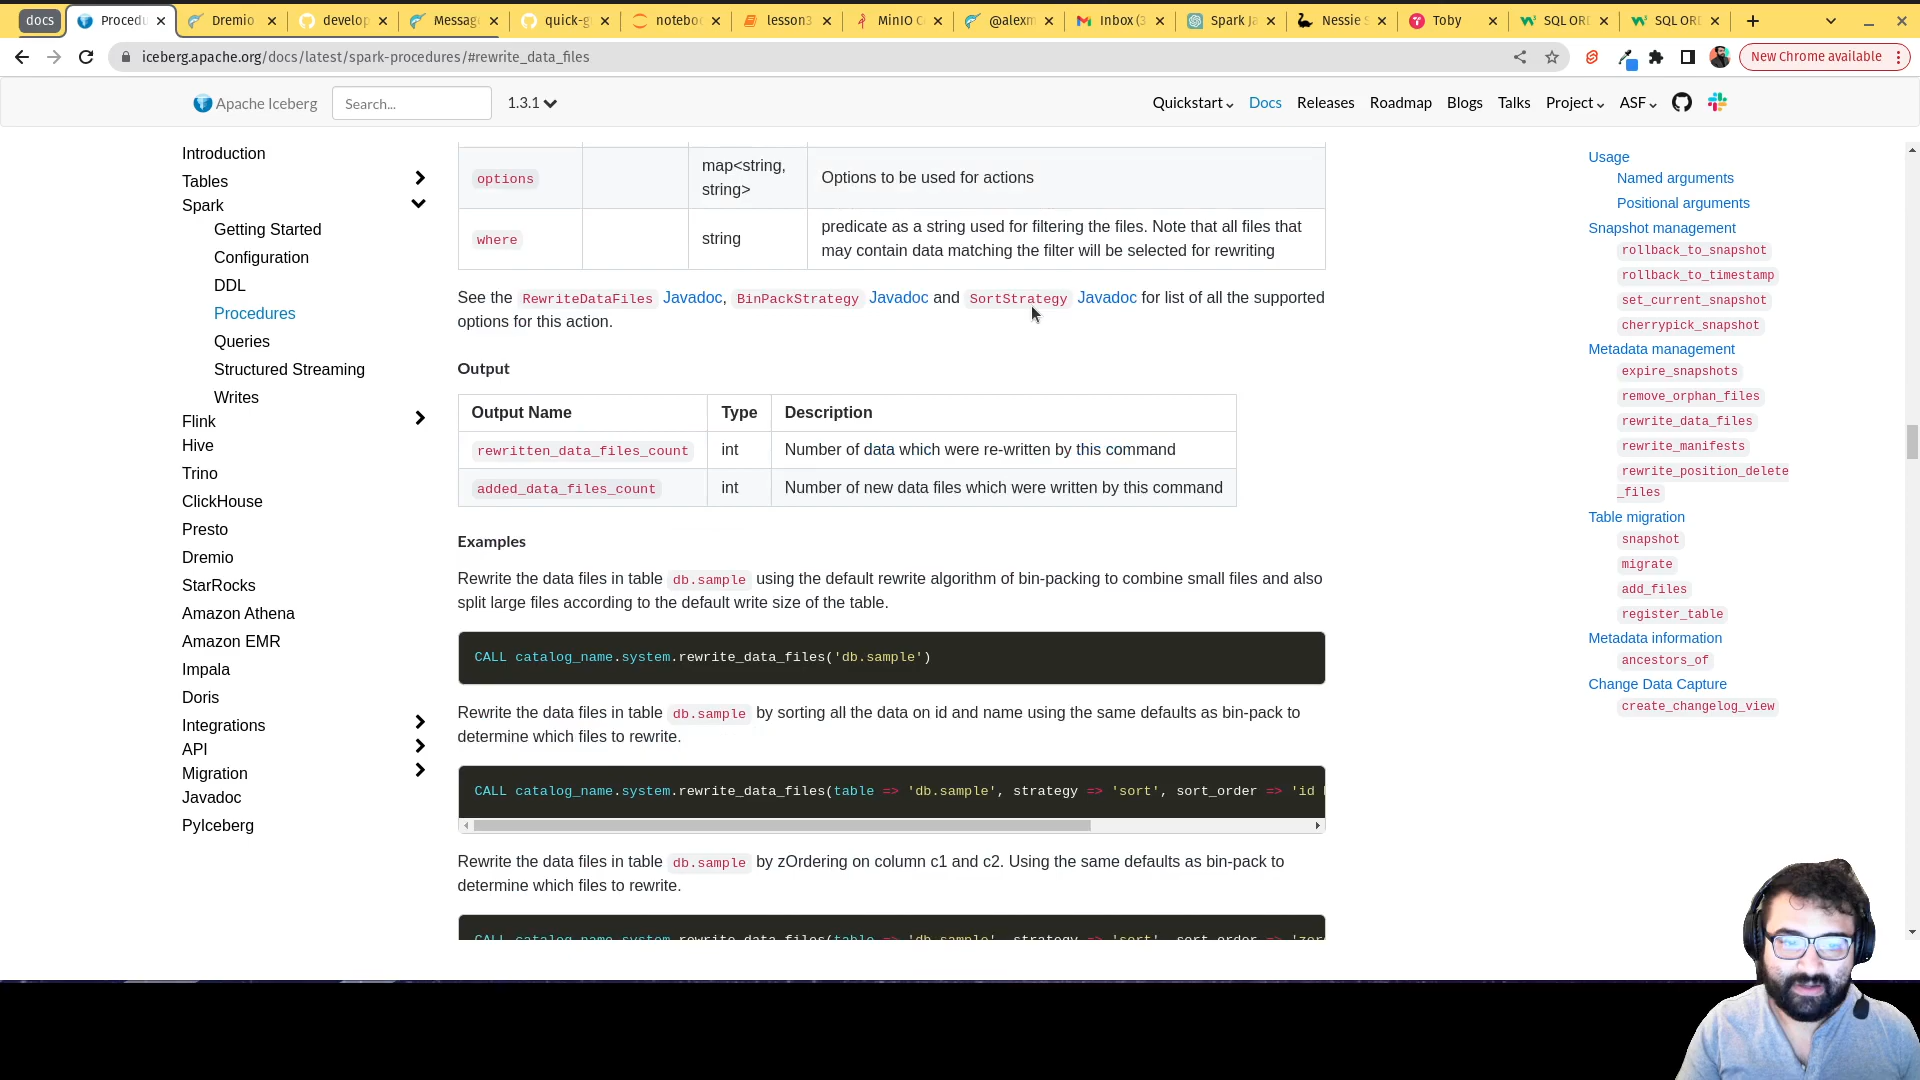 docs
Procedu
Dremio
develop
Messag
quick-g
noteboo
lesson3
MinIO C
@alexm
Inbox (3
Spark Ja
Nessie S
Toby
SQL ORD
SQL ORD
iceberg.apache.org/docs/latest/spark-procedures/#rewrite_data_files
New Chrome available
Apache Iceberg
Search...
1.3.1
Quickstart
Docs
Releases
Roadmap
Blogs
Talks
Project
ASF
Introduction
Tables
Spark
Getting Started
Configuration
DDL
Procedures
Queries
Structured Streaming
Writes
Flink
Hive
Trino
ClickHouse
Presto
Dremio
StarRocks
Amazon Athena
Amazon EMR
Impala
Doris
Integrations
API
Migration
Javadoc
PyIceberg
options map<string, string> Options to be used for actions
where string predicate as a string used for filtering the files. Note that all files that
may contain data matching the filter will be selected for rewriting
See the RewriteDataFiles Javadoc, BinPackStrategy Javadoc and SortStrategy Javadoc for list of all the supported
options for this action.
Output
Output Name Type Description
rewritten_data_files_count int Number of data which were re-written by this command
added_data_files_count int Number of new data files which were written by this command
Examples
Rewrite the data files in table db.sample using the default rewrite algorithm of bin-packing to combine small files and also
split large files according to the default write size of the table.
CALL catalog_name.system.rewrite_data_files('db.sample')
Rewrite the data files in table db.sample by sorting all the data on id and name using the same defaults as bin-pack to
determine which files to rewrite.
CALL catalog_name.system.rewrite_data_files(table => 'db.sample', strategy => 'sort', sort_order => 'id
Rewrite the data files in table db.sample by zOrdering on column c1 and c2. Using the same defaults as bin-pack to
determine which files to rewrite.
CALL catalog_name.system.rewrite_data_files(table => 'db.sample', strategy => 'sort', sort_order => 'zor
Usage
Named arguments
Positional arguments
Snapshot management
rollback_to_snapshot
rollback_to_timestamp
set_current_snapshot
cherrypick_snapshot
Metadata management
expire_snapshots
remove_orphan_files
rewrite_data_files
rewrite_manifests
rewrite_position_delete
_files
Table migration
snapshot
migrate
add_files
register_table
Metadata information
ancestors_of
Change Data Capture
create_changelog_view